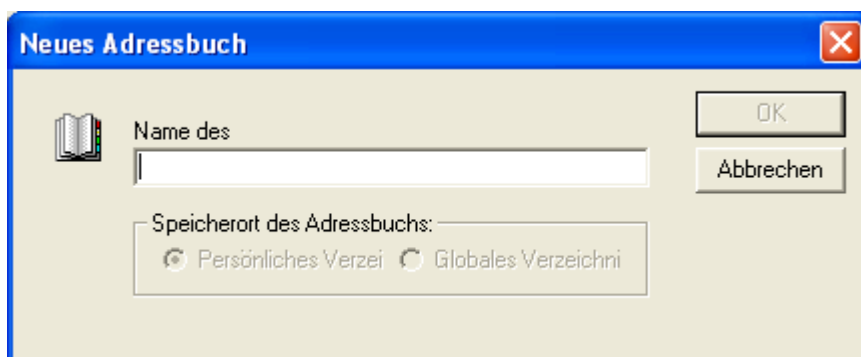 Neues Adressbuch
OK
Name des
Abbrechen
Speicherort des Adressbuchs:
Persönliches Verzei Globales Verzeichni